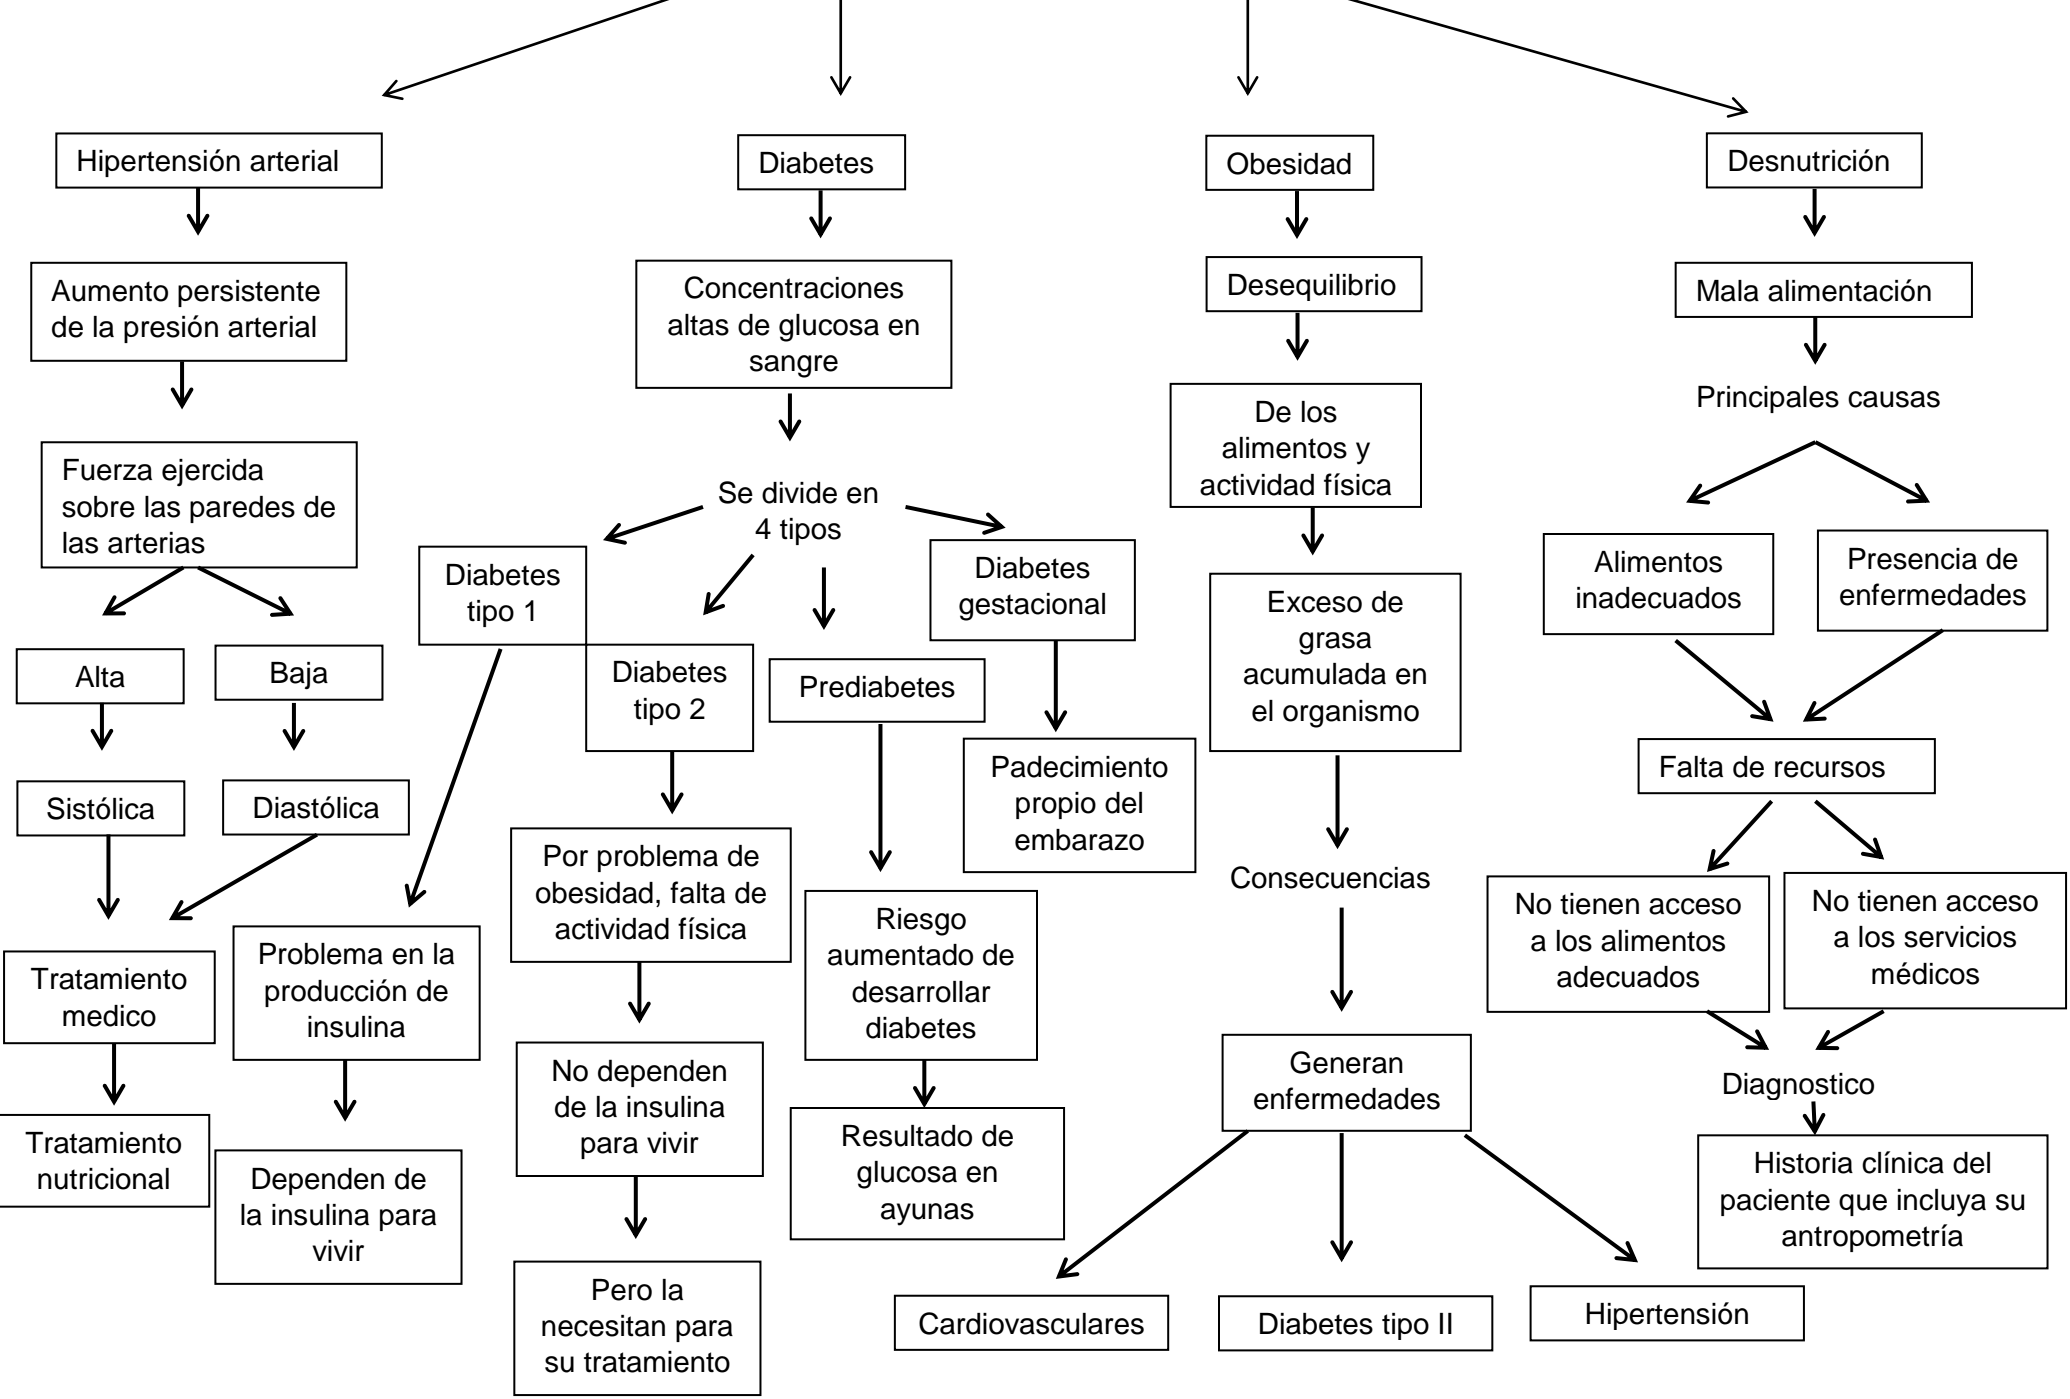 Hipertensión arterial
Aumento persistente
de la presión arterial
Fuerza ejercida
sobre las paredes de
las arterias
Alta
Baja
Sistólica
Diastólica
Tratamiento
medico
Tratamiento
nutricional
Diabetes
Concentraciones
altas de glucosa en
sangre
Se divide en
4 tipos
Diabetes
tipo 1
Problema en la
producción de
insulina
Dependen de
la insulina para
vivir
Diabetes
tipo 2
Por problema de
obesidad, falta de
actividad física
No dependen
de la insulina
para vivir
Pero la
necesitan para
su tratamiento
Prediabetes
Riesgo
aumentado de
desarrollar
diabetes
Resultado de
glucosa en
ayunas
Diabetes
gestacional
Padecimiento
propio del
embarazo
Obesidad
Desequilibrio
De los
alimentos y
actividad física
Exceso de
grasa
acumulada en
el organismo
Consecuencias
Generan
enfermedades
Cardiovasculares
Diabetes tipo II
Hipertensión
Desnutrición
Mala alimentación
Principales causas
Alimentos
inadecuados
Presencia de
enfermedades
Falta de recursos
No tienen acceso
a los alimentos
adecuados
No tienen acceso
a los servicios
médicos
Diagnostico
Historia clínica del
paciente que incluya su
antropometría